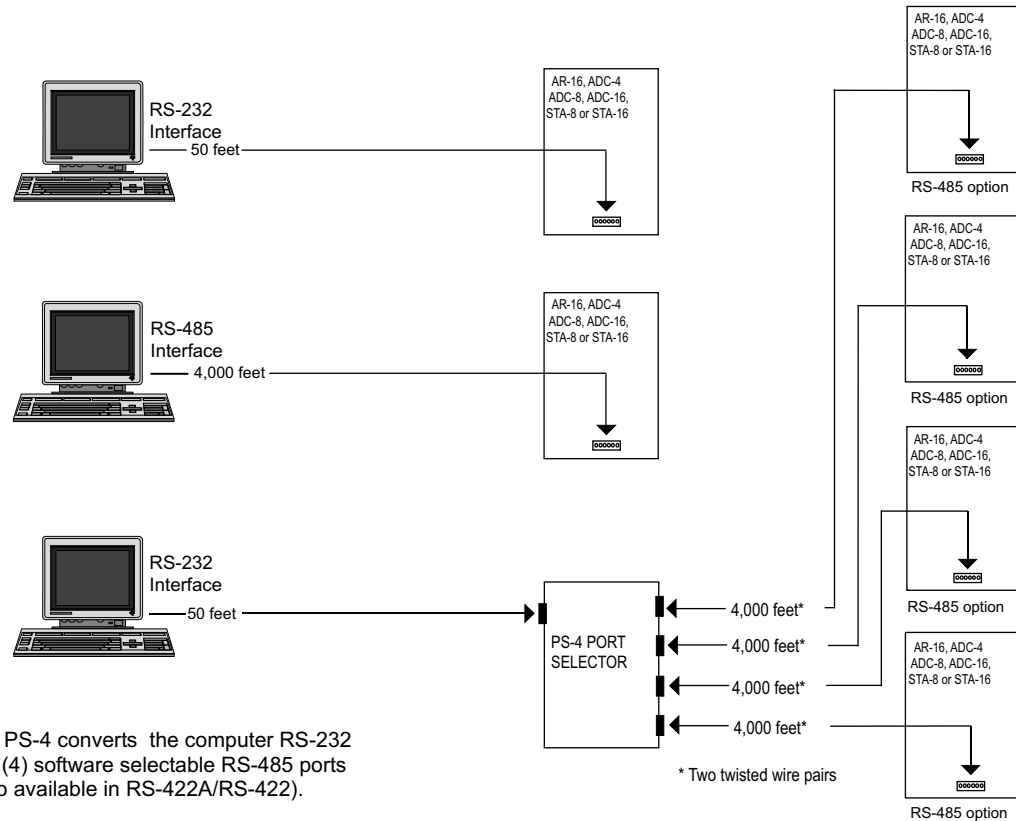 RS-232
Interface
50 feet
AR-16, ADC-4
ADC-8, ADC-16,
STA-8 or STA-16
RS-485
Interface
4,000 feet
AR-16, ADC-4
ADC-8, ADC-16,
STA-8 or STA-16
RS-232
Interface
50 feet
PS-4 PORT
SELECTOR
4,000 feet*
4,000 feet*
4,000 feet*
4,000 feet*
* Two twisted wire pairs
AR-16, ADC-4
ADC-8, ADC-16,
STA-8 or STA-16
RS-485 option
AR-16, ADC-4
ADC-8, ADC-16,
STA-8 or STA-16
RS-485 option
AR-16, ADC-4
ADC-8, ADC-16,
STA-8 or STA-16
RS-485 option
AR-16, ADC-4
ADC-8, ADC-16,
STA-8 or STA-16
RS-485 option
PS-4 converts the computer RS-232
(4) software selectable RS-485 ports
available in RS-422A/RS-422).